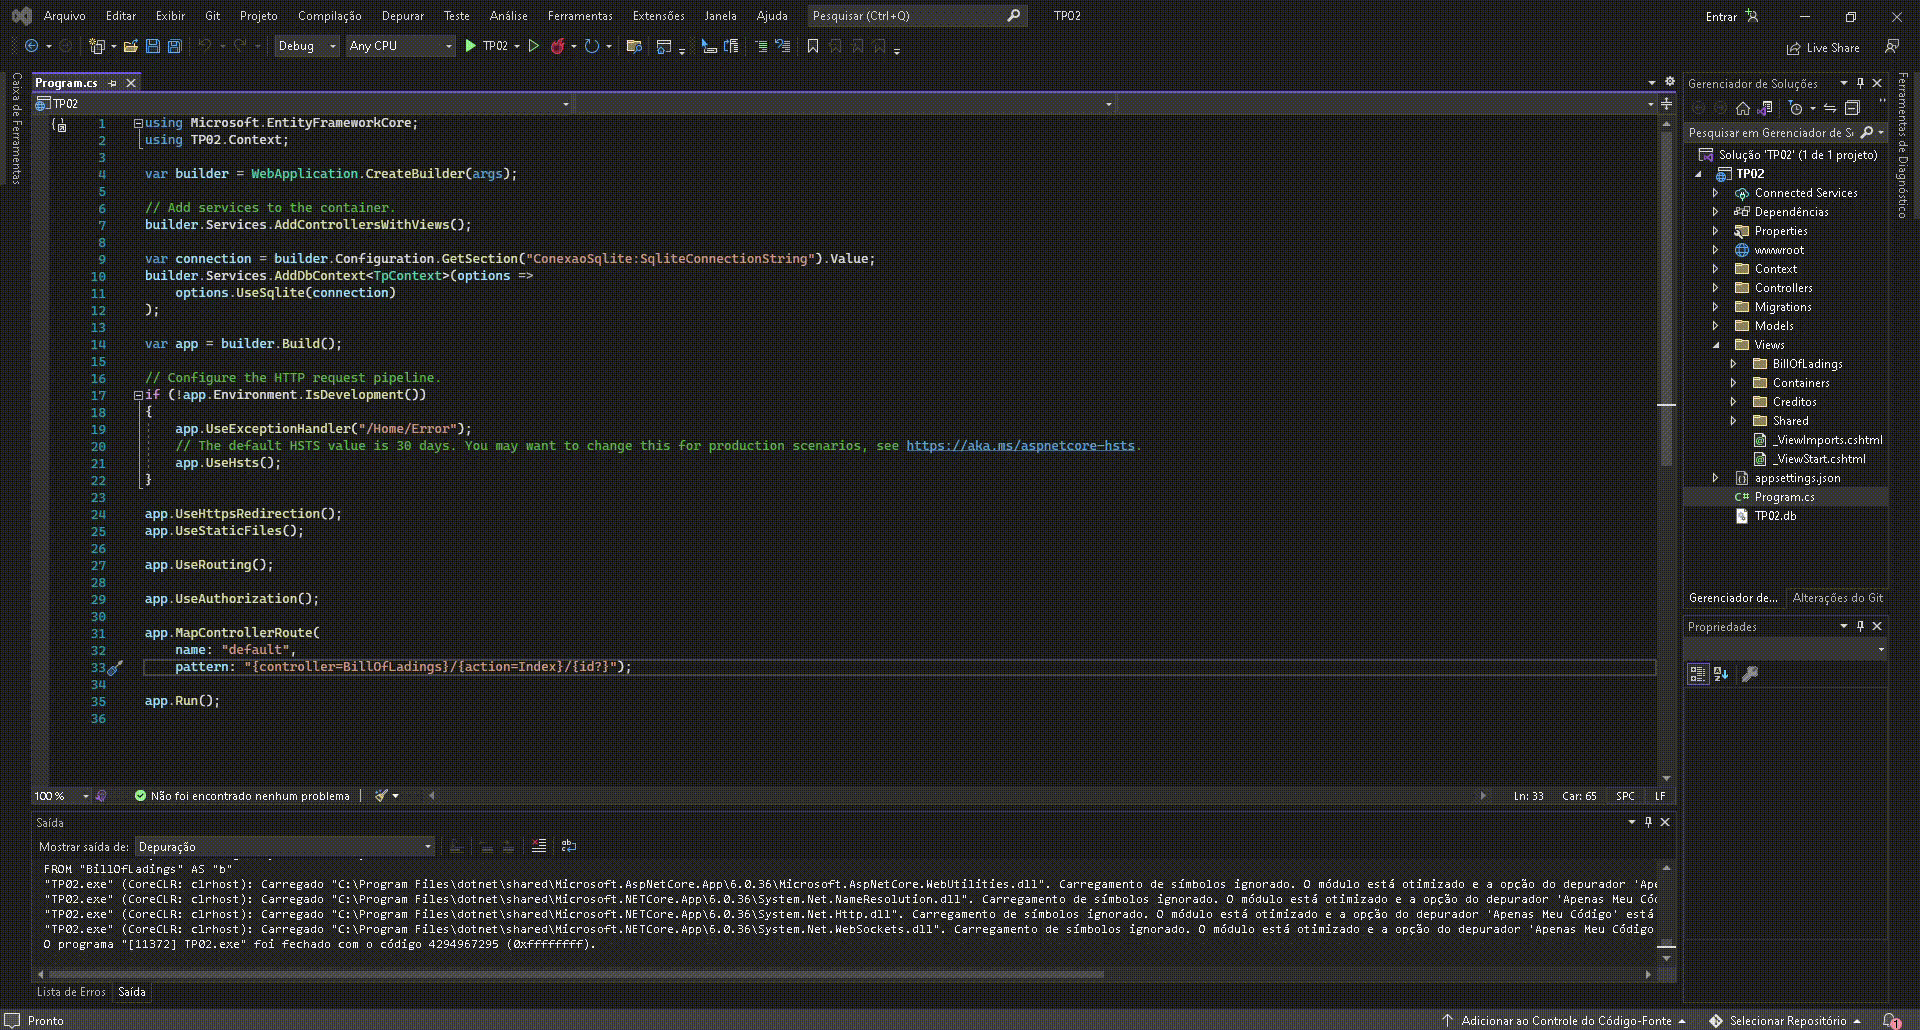 Arquivo Editar Exibir Git Projeto Compilação Depurar Teste Análise Ferramentas Extensões Janela Ajuda Pesquisar (Ctrl+Q) TP02 Entrar
Debug Any CPU TP02 Live Share
Caixa de Ferramentas
Program.cs
TP02
1 using Microsoft.EntityFrameworkCore;
2 using TP02.Context;
3
4 var builder = WebApplication.CreateBuilder(args);
5
6 // Add services to the container.
7 builder.Services.AddControllersWithViews();
8
9 var connection = builder.Configuration.GetSection("ConexaoSqlite:SqliteConnectionString").Value;
10 builder.Services.AddDbContext<TpContext>(options =>
11 options.UseSqlite(connection)
12 );
13
14 var app = builder.Build();
15
16 // Configure the HTTP request pipeline.
17 if (!app.Environment.IsDevelopment())
18 {
19 app.UseExceptionHandler("/Home/Error");
20 // The default HSTS value is 30 days. You may want to change this for production scenarios, see https://aka.ms/aspnetcore-hsts.
21 app.UseHsts();
22 }
23
24 app.UseHttpsRedirection();
25 app.UseStaticFiles();
26
27 app.UseRouting();
28
29 app.UseAuthorization();
30
31 app.MapControllerRoute(
32 name: "default",
33 pattern: "{controller=BillOfLadings}/{action=Index}/{id?}");
34
35 app.Run();
36
100 % Não foi encontrado nenhum problema Ln: 33 Car: 65 SPC LF
Saída
Mostrar saída de: Depuração
FROM "BillOfLadings" AS "b"
"TP02.exe" (CoreCLR: clrhost): Carregado "C:\Program Files\dotnet\shared\Microsoft.AspNetCore.App\6.0.36\Microsoft.AspNetCore.WebUtilities.dll". Carregamento de símbolos ignorado. O módulo está otimizado e a opção do depurador 'Ape
"TP02.exe" (CoreCLR: clrhost): Carregado "C:\Program Files\dotnet\shared\Microsoft.NETCore.App\6.0.36\System.Net.NameResolution.dll". Carregamento de símbolos ignorado. O módulo está otimizado e a opção do depurador 'Apenas Meu Có
"TP02.exe" (CoreCLR: clrhost): Carregado "C:\Program Files\dotnet\shared\Microsoft.NETCore.App\6.0.36\System.Net.Http.dll". Carregamento de símbolos ignorado. O módulo está otimizado e a opção do depurador 'Apenas Meu Código' está
"TP02.exe" (CoreCLR: clrhost): Carregado "C:\Program Files\dotnet\shared\Microsoft.NETCore.App\6.0.36\System.Net.WebSockets.dll". Carregamento de símbolos ignorado. O módulo está otimizado e a opção do depurador 'Apenas Meu Código
O programa "[11372] TP02.exe" foi fechado com o código 4294967295 (0xffffffff).
Lista de Erros Saída
Gerenciador de Soluções
Pesquisar em Gerenciador de S
Solução 'TP02' (1 de 1 projeto)
TP02
Connected Services
Dependências
Properties
wwwroot
Context
Controllers
Migrations
Models
Views
BillOfLadings
Containers
Creditos
Shared
_ViewImports.cshtml
_ViewStart.cshtml
appsettings.json
C# Program.cs
TP02.db
Gerenciador de... Alterações do Git
Propriedades
Ferramentas de Diagnóstico
Pronto Adicionar ao Controle do Código-Fonte Selecionar Repositório 1